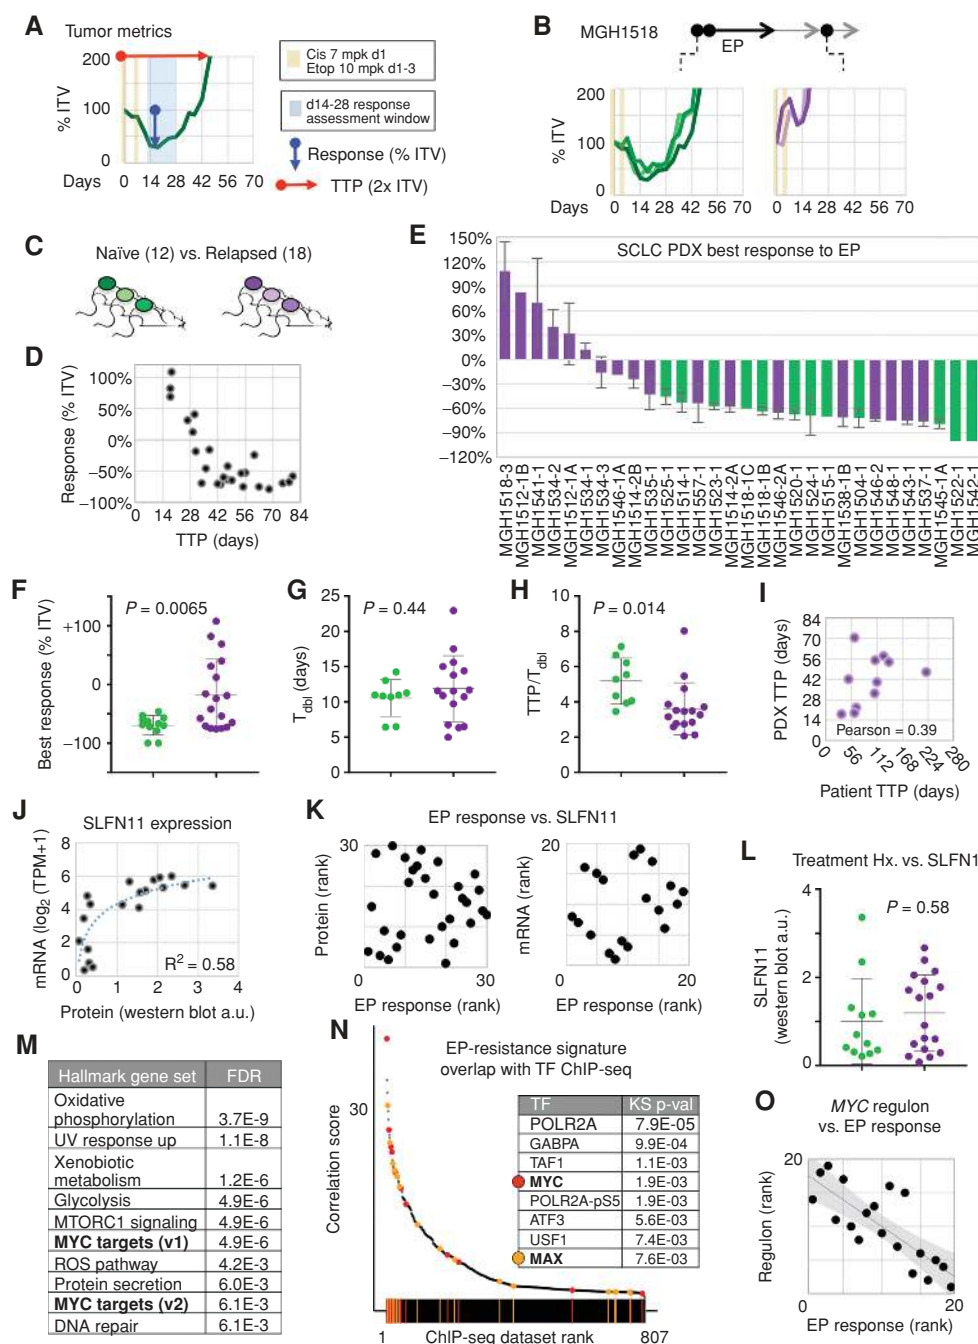 A
Tumor metrics
% ITV
200
100
0
Days
0 14 28 42 56 70
Cis 7 mpk d1
Etop 10 mpk d1-3
d14-28 response
assessment window
Response (% ITV)
TTP (2x ITV)
B
MGH1518
EP
% ITV
200
100
0
Days
0 14 28 42 56 70
0 14 28 42 56 70
C
Naïve (12) vs. Relapsed (18)
D
Response (% ITV)
100%
50%
0%
−50%
−100%
0 14 28 42 56 70 84
TTP (days)
E
SCLC PDX best response to EP
150%
120%
90%
60%
30%
0%
−30%
−60%
−90%
−120%
MGH1518-3
MGH1512-1B
MGH1541-1
MGH1534-2
MGH1512-1A
MGH1534-1
MGH1534-3
MGH1546-1A
MGH1514-2B
MGH1535-1
MGH1525-1
MGH1514-1
MGH1557-1
MGH1523-1
MGH1514-2A
MGH1518-1C
MGH1518-1B
MGH1546-2A
MGH1520-1
MGH1524-1
MGH1515-1
MGH1538-1B
MGH1504-1
MGH1546-2
MGH1548-1
MGH1543-1
MGH1537-1
MGH1545-1A
MGH1522-1
MGH1542-1
F
P = 0.0065
Best response (% ITV)
+100
0
−100
G
P = 0.44
Tdbl (days)
25
20
15
10
5
0
H
P = 0.014
TTP/Tdbl
10
8
6
4
2
0
I
PDX TTP (days)
84
70
56
42
28
14
0
Pearson = 0.39
0 56 112 168 224 280
Patient TTP (days)
J
SLFN11 expression
mRNA (log2 (TPM+1)
8
6
4
2
0
R2 = 0.58
0 1 2 3 4
Protein (western blot a.u.)
K
EP response vs. SLFN11
Protein (rank)
30
30
EP response (rank)
mRNA (rank)
20
20
EP response (rank)
L
Treatment Hx. vs. SLFN1
P = 0.58
SLFN11
(western blot a.u.)
4
2
0
M
Hallmark gene set FDR
Oxidative
phosphorylation 3.7E-9
UV response up 1.1E-8
Xenobiotic
metabolism 1.2E-6
Glycolysis 4.9E-6
MTORC1 signaling 4.9E-6
MYC targets (v1) 4.9E-6
ROS pathway 4.2E-3
Protein secretion 6.0E-3
MYC targets (v2) 6.1E-3
DNA repair 6.1E-3
N
EP-resistance signature
overlap with TF ChIP-seq
Correlation score
30
TF KS p-val
POLR2A 7.9E-05
GABPA 9.9E-04
TAF1 1.1E-03
MYC 1.9E-03
POLR2A-pS5 1.9E-03
ATF3 5.6E-03
USF1 7.4E-03
MAX 7.6E-03
1 ChIP-seq dataset rank 807
O
MYC regulon
vs. EP response
Regulon (rank)
20
0 20
EP response (rank)